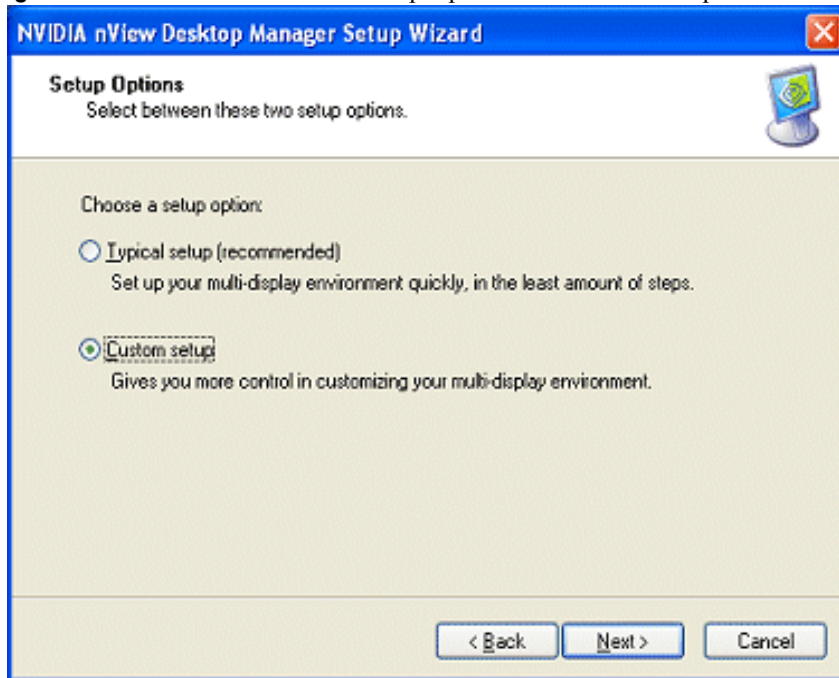 NVIDIA nView Desktop Manager Setup Wizard
Setup Options
Select between these two setup options.
Choose a setup option:
Typical setup (recommended)
Set up your multi-display environment quickly, in the least amount of steps.
Custom setup
Gives you more control in customizing your multi-display environment.
< Back
Next >
Cancel